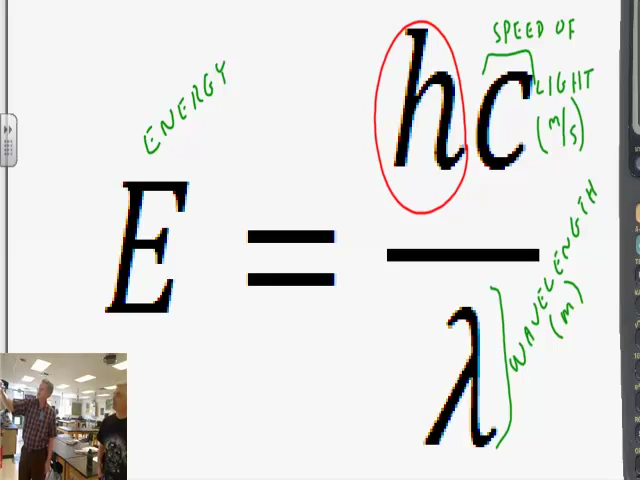 SPEED OF
LIGHT
(m/s)
ENERGY
E = hc
λ
WAVELENGTH
(m)